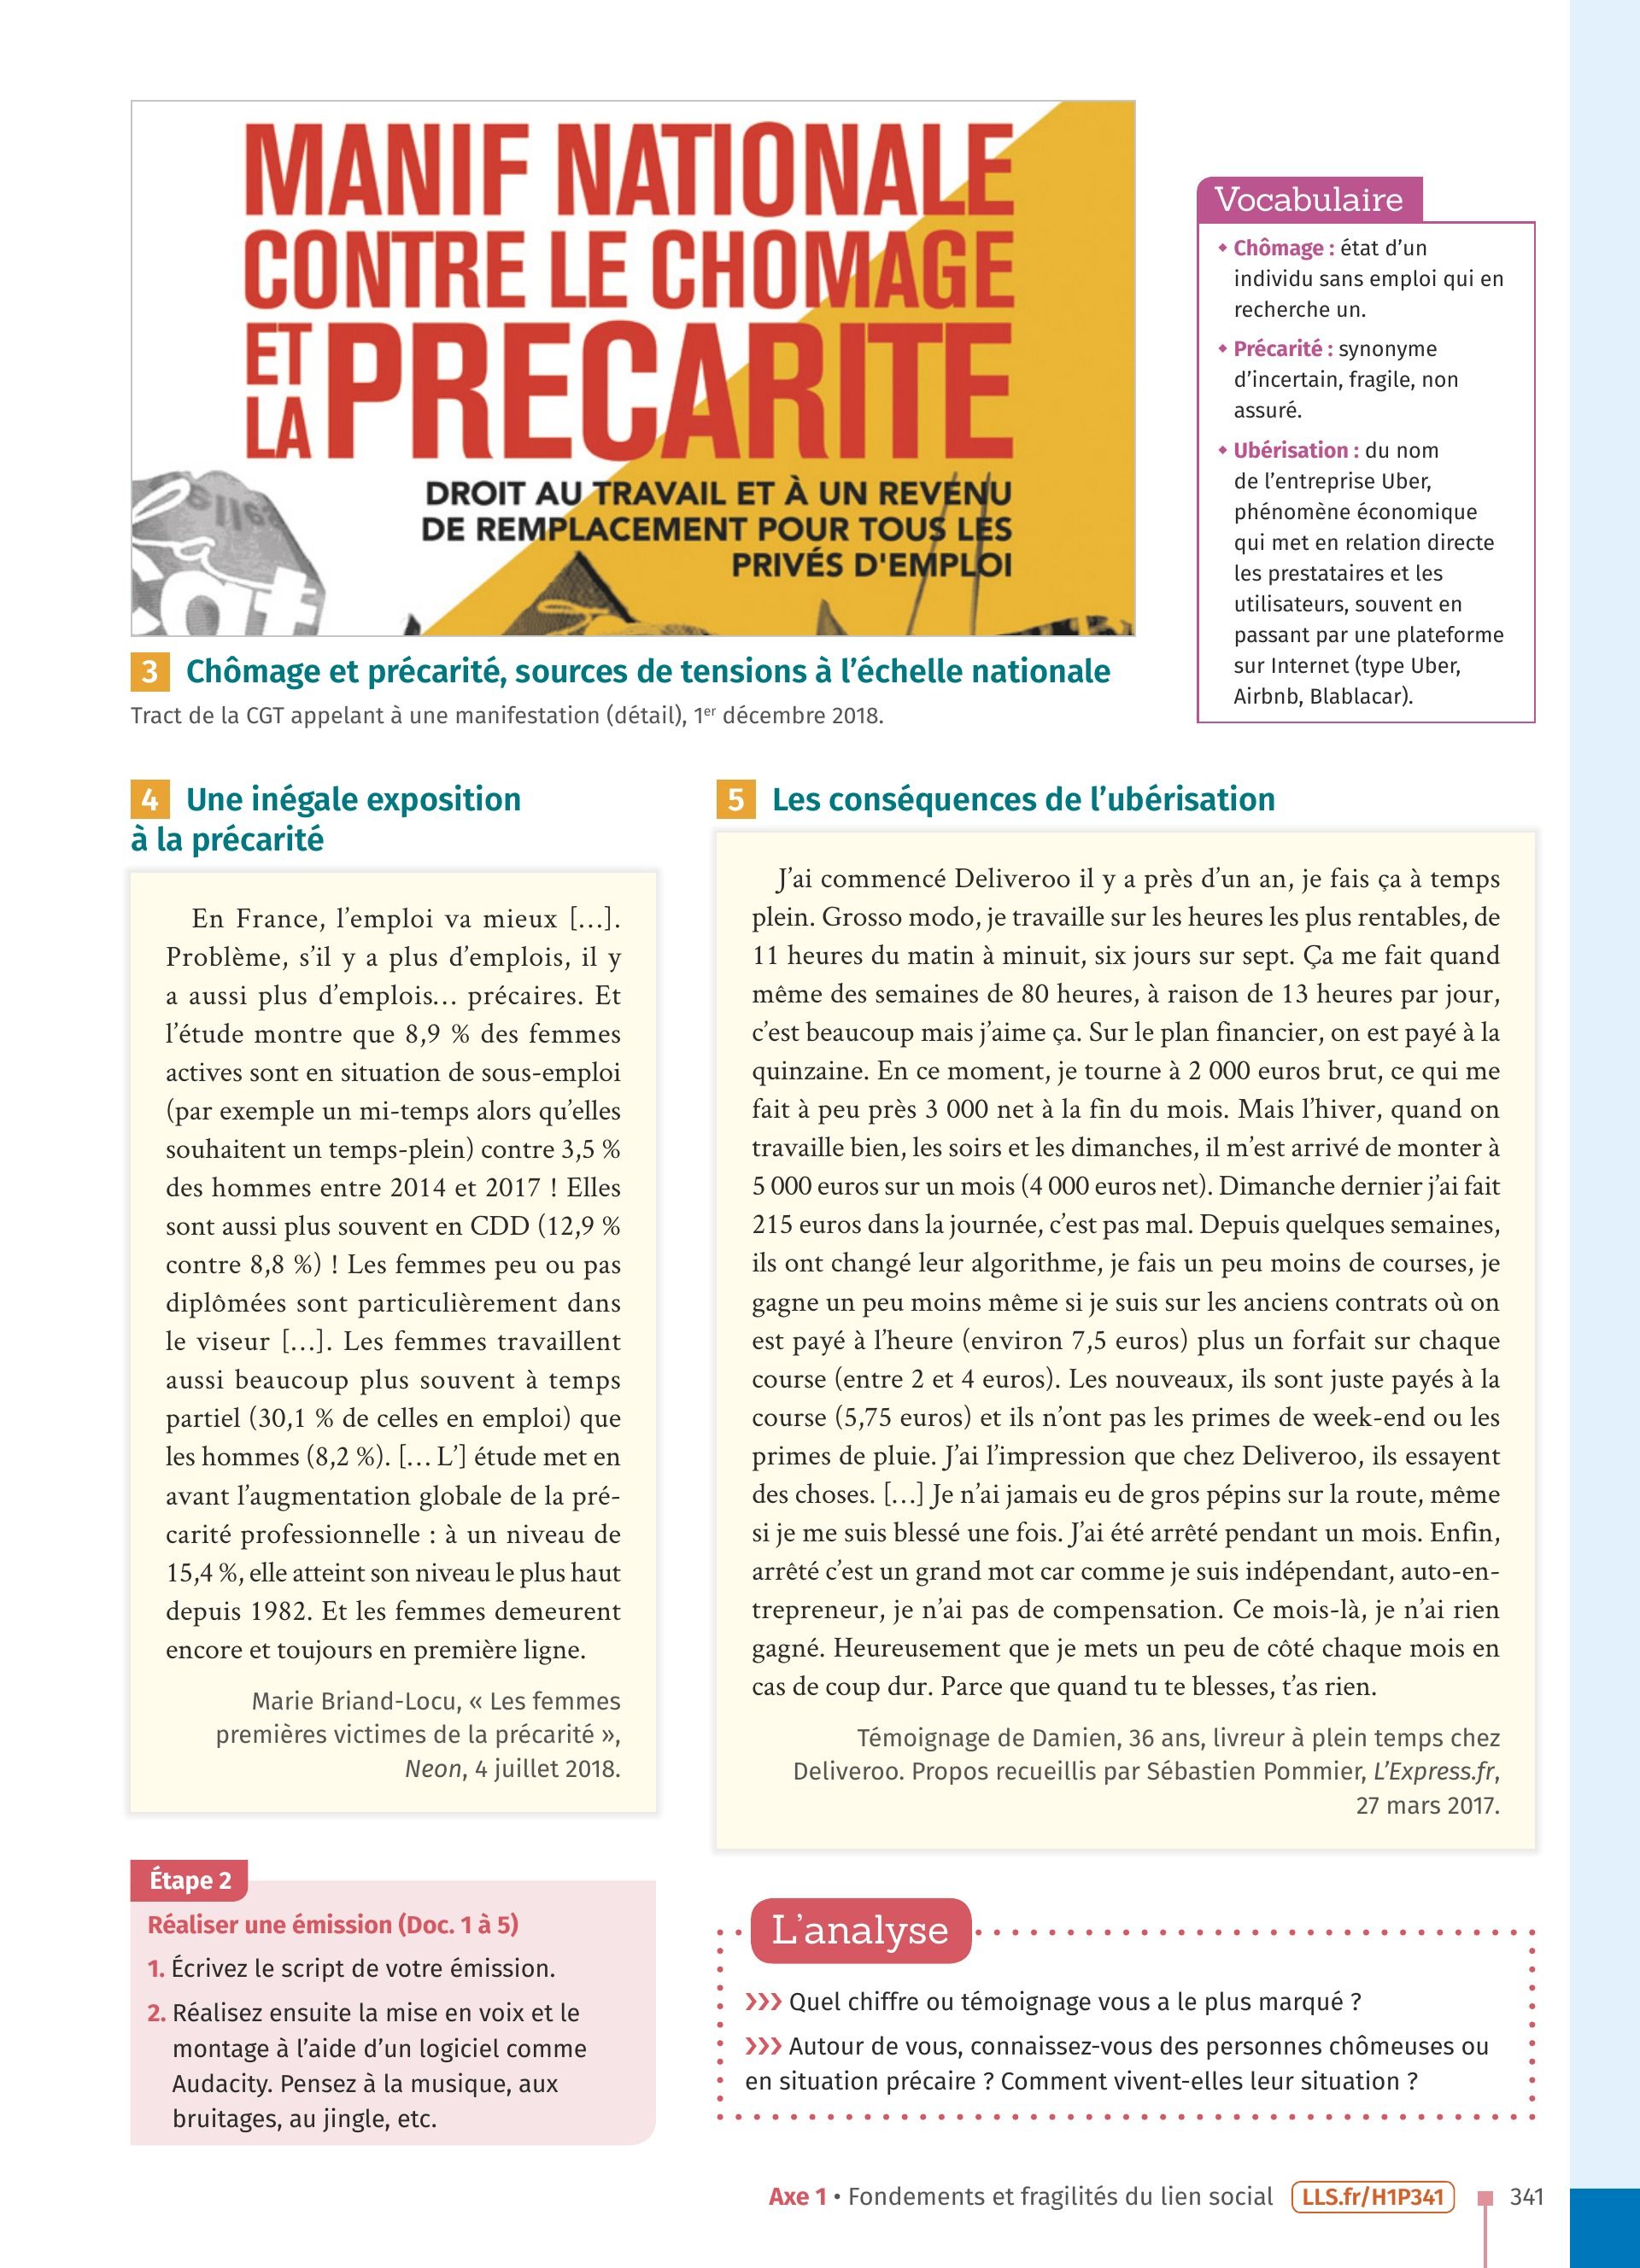 MANIF NATIONALE
CONTRE LE CHOMAGE
ET
LA PRECARITE
DROIT AU TRAVAIL ET À UN REVENU
DE REMPLACEMENT POUR TOUS LES
PRIVÉS D'EMPLOI
cgt
3 Chômage et précarité, sources de tensions à l’échelle nationale
Tract de la CGT appelant à une manifestation (détail), 1er décembre 2018.
Vocabulaire
Chômage : état d’un
individu sans emploi qui en
recherche un.
Précarité : synonyme
d’incertain, fragile, non
assuré.
Ubérisation : du nom
de l’entreprise Uber,
phénomène économique
qui met en relation directe
les prestataires et les
utilisateurs, souvent en
passant par une plateforme
sur Internet (type Uber,
Airbnb, Blablacar).
4 Une inégale exposition
à la précarité
En France, l’emploi va mieux […].
Problème, s’il y a plus d’emplois, il y
a aussi plus d’emplois… précaires. Et
l’étude montre que 8,9 % des femmes
actives sont en situation de sous-emploi
(par exemple un mi-temps alors qu’elles
souhaitent un temps-plein) contre 3,5 %
des hommes entre 2014 et 2017 ! Elles
sont aussi plus souvent en CDD (12,9 %
contre 8,8 %) ! Les femmes peu ou pas
diplômées sont particulièrement dans
le viseur […]. Les femmes travaillent
aussi beaucoup plus souvent à temps
partiel (30,1 % de celles en emploi) que
les hommes (8,2 %). [… L’] étude met en
avant l’augmentation globale de la pré-
carité professionnelle : à un niveau de
15,4 %, elle atteint son niveau le plus haut
depuis 1982. Et les femmes demeurent
encore et toujours en première ligne.
Marie Briand-Locu, « Les femmes
premières victimes de la précarité »,
Neon, 4 juillet 2018.
5 Les conséquences de l’ubérisation
J’ai commencé Deliveroo il y a près d’un an, je fais ça à temps
plein. Grosso modo, je travaille sur les heures les plus rentables, de
11 heures du matin à minuit, six jours sur sept. Ça me fait quand
même des semaines de 80 heures, à raison de 13 heures par jour,
c’est beaucoup mais j’aime ça. Sur le plan financier, on est payé à la
quinzaine. En ce moment, je tourne à 2 000 euros brut, ce qui me
fait à peu près 3 000 net à la fin du mois. Mais l’hiver, quand on
travaille bien, les soirs et les dimanches, il m’est arrivé de monter à
5 000 euros sur un mois (4 000 euros net). Dimanche dernier j’ai fait
215 euros dans la journée, c’est pas mal. Depuis quelques semaines,
ils ont changé leur algorithme, je fais un peu moins de courses, je
gagne un peu moins même si je suis sur les anciens contrats où on
est payé à l’heure (environ 7,5 euros) plus un forfait sur chaque
course (entre 2 et 4 euros). Les nouveaux, ils sont juste payés à la
course (5,75 euros) et ils n’ont pas les primes de week-end ou les
primes de pluie. J’ai l’impression que chez Deliveroo, ils essayent
des choses. […] Je n’ai jamais eu de gros pépins sur la route, même
si je me suis blessé une fois. J’ai été arrêté pendant un mois. Enfin,
arrêté c’est un grand mot car comme je suis indépendant, auto-en-
trepreneur, je n’ai pas de compensation. Ce mois-là, je n’ai rien
gagné. Heureusement que je mets un peu de côté chaque mois en
cas de coup dur. Parce que quand tu te blesses, t’as rien.
Témoignage de Damien, 36 ans, livreur à plein temps chez
Deliveroo. Propos recueillis par Sébastien Pommier, L’Express.fr,
27 mars 2017.
Étape 2
Réaliser une émission (Doc. 1 à 5)
1. Écrivez le script de votre émission.
2. Réalisez ensuite la mise en voix et le
montage à l’aide d’un logiciel comme
Audacity. Pensez à la musique, aux
bruitages, au jingle, etc.
L’analyse
Quel chiffre ou témoignage vous a le plus marqué ?
Autour de vous, connaissez-vous des personnes chômeuses ou
en situation précaire ? Comment vivent-elles leur situation ?
Axe 1 • Fondements et fragilités du lien social LLS.fr/H1P341 341